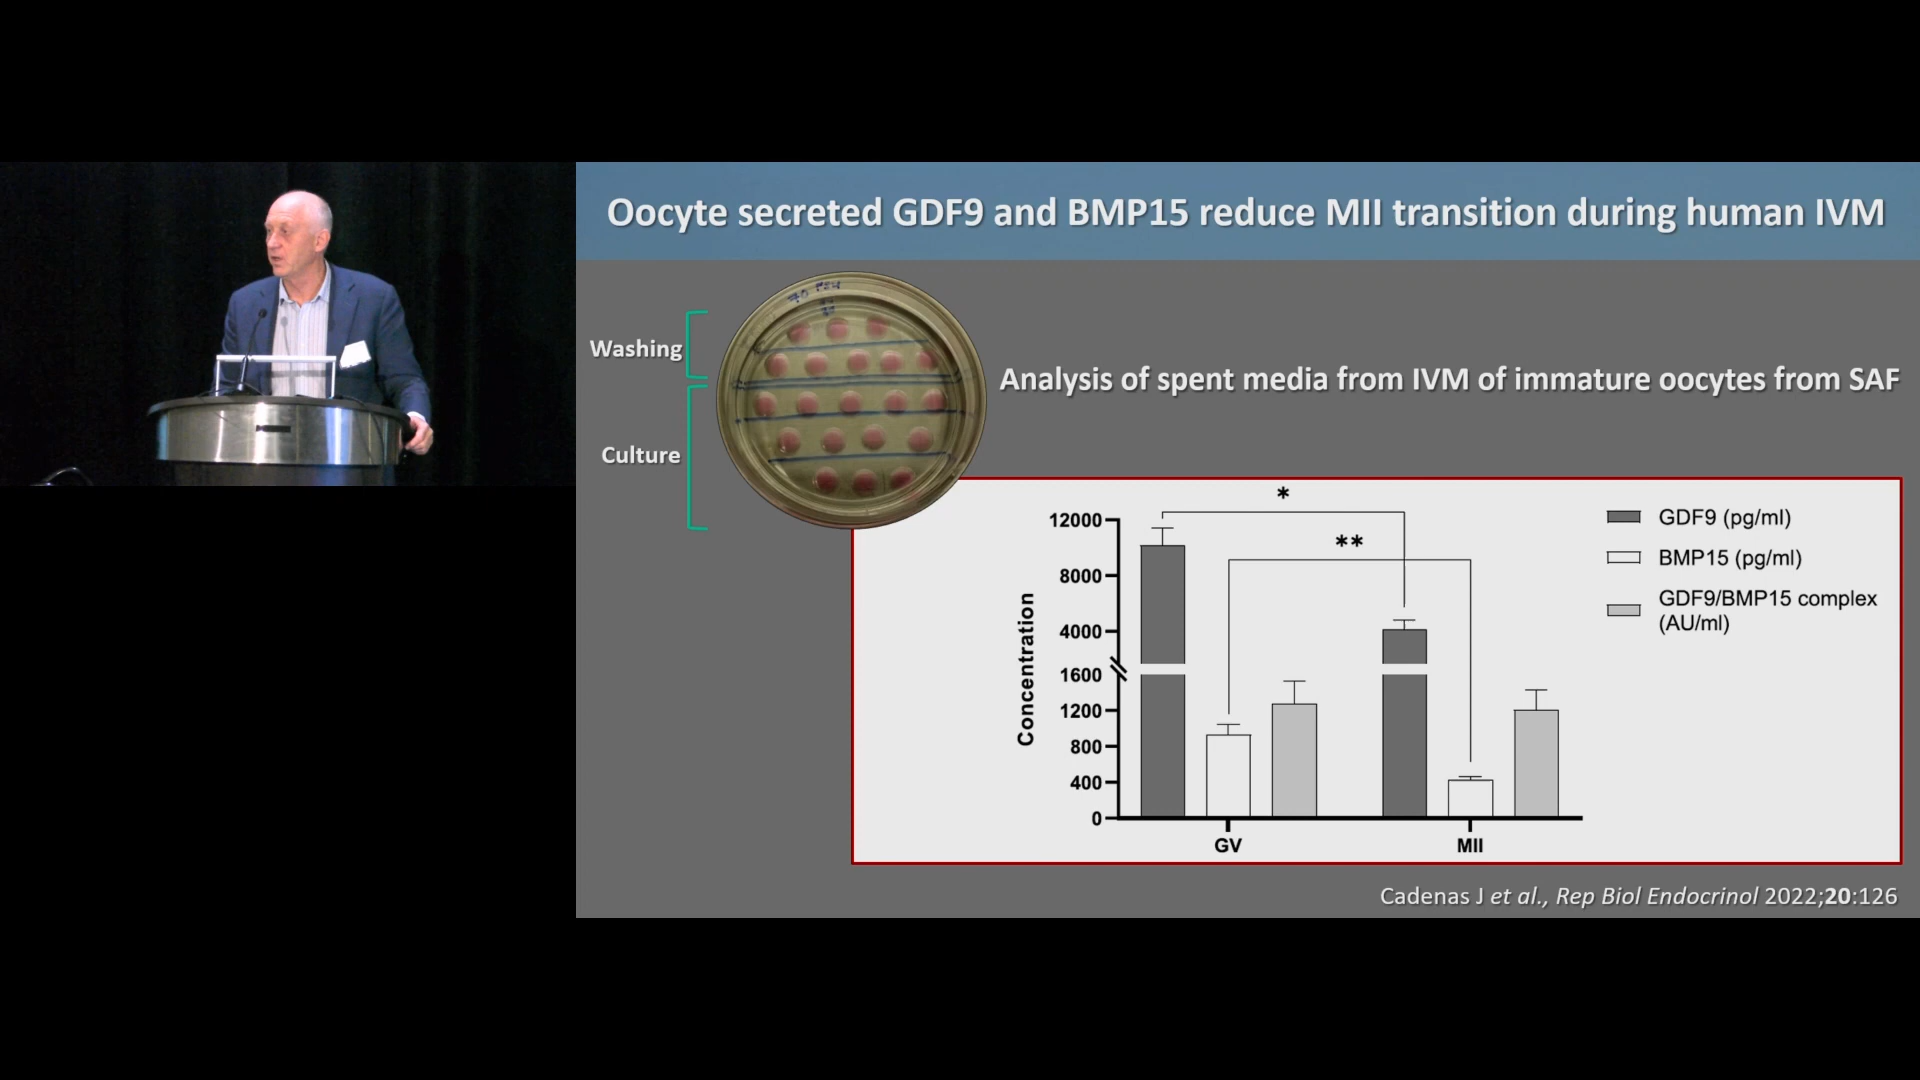 Oocyte secreted GDF9 and BMP15 reduce MII transition during human IVM
Washing
Culture
Analysis of spent media from IVM of immature oocytes from SAF
*
**
12000
8000
4000
1600
1200
800
400
0
Concentration
GV
MII
GDF9 (pg/ml)
BMP15 (pg/ml)
GDF9/BMP15 complex
(AU/ml)
Cadenas J et al., Rep Biol Endocrinol 2022;20:126